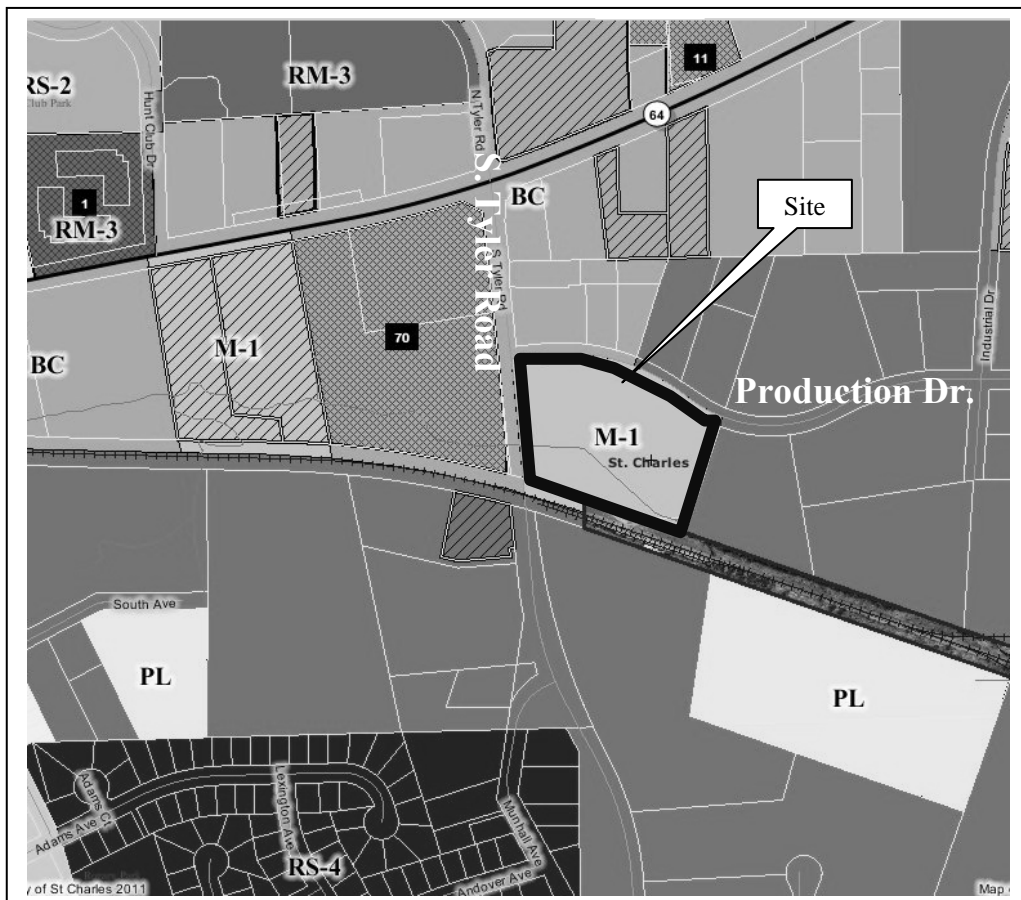 RS-2
Club Park
Hunt Club Dr
RM-3
N Tyler Rd
11
64
1
RM-3
BC
Site
S. Tyler Road
S Tyler Rd
Industrial Dr
M-1
70
BC
Production Dr.
M-1
St. Charles
South Ave
PL
PL
Adams Ct
Adams Ave
Lexington Ave
Munhall Ave
RS-4
Andover Ave
y of St Charles 2011
Map